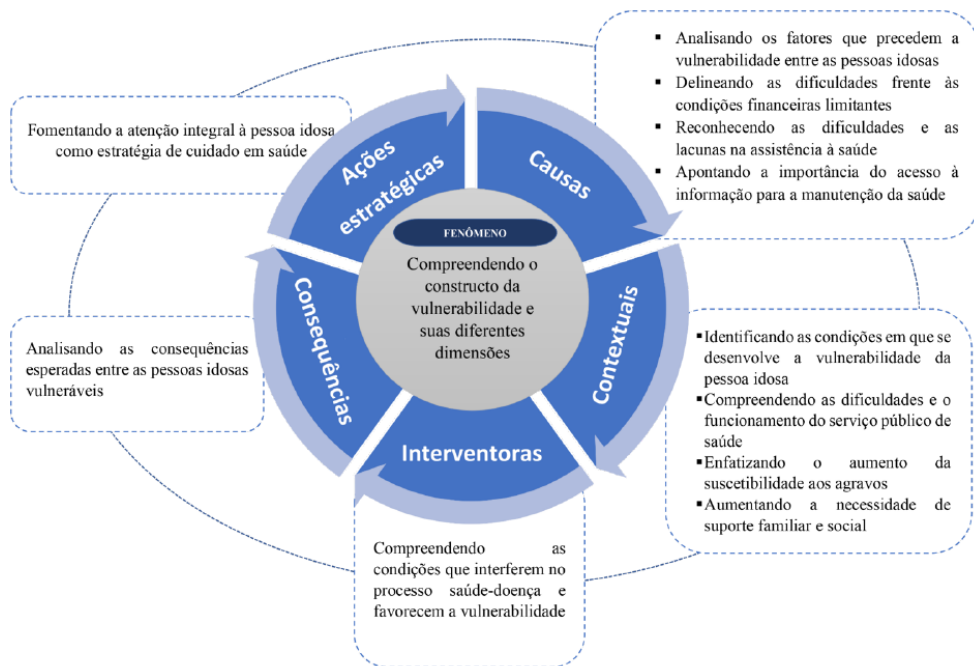 ▪ Analisando os fatores que precedem a
vulnerabilidade entre as pessoas idosas
▪ Delineando as dificuldades frente às
condições financeiras limitantes
▪ Reconhecendo as dificuldades e as
lacunas na assistência à saúde
▪ Apontando a importância do acesso à
informação para a manutenção da saúde
Fomentando a atenção integral à pessoa idosa
como estratégia de cuidado em saúde
Ações
estratégicas
Causas
FENÔMENO
Compreendendo o
constructo da
vulnerabilidade e
suas diferentes
dimensões
Consequências
Contextuais
Interventoras
Analisando as consequências
esperadas entre as pessoas idosas
vulneráveis
▪Identificando as condições em que se
desenvolve a vulnerabilidade da
pessoa idosa
▪Compreendendo as dificuldades e o
funcionamento do serviço público de
saúde
▪Enfatizando o aumento da
suscetibilidade aos agravos
▪Aumentando a necessidade de
suporte familiar e social
Compreendendo as
condições que interferem no
processo saúde-doença e
favorecem a vulnerabilidade